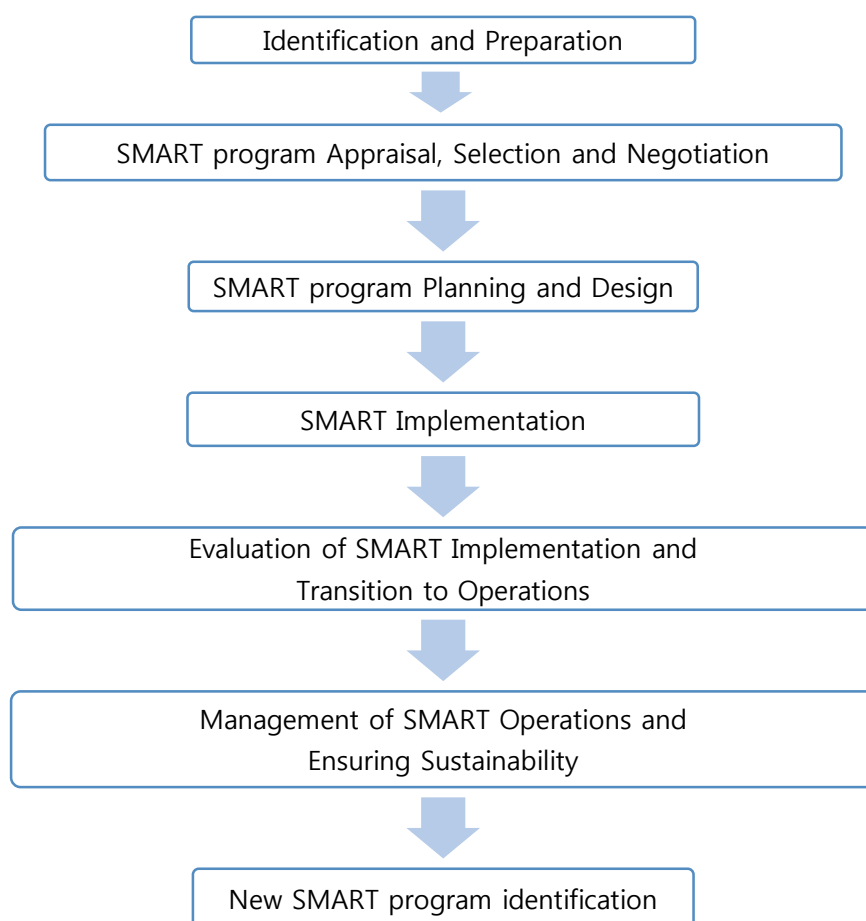 Identification and Preparation
SMART program Appraisal, Selection and Negotiation
SMART program Planning and Design
SMART Implementation
Evaluation of SMART Implementation and
Transition to Operations
Management of SMART Operations and
Ensuring Sustainability
New SMART program identification